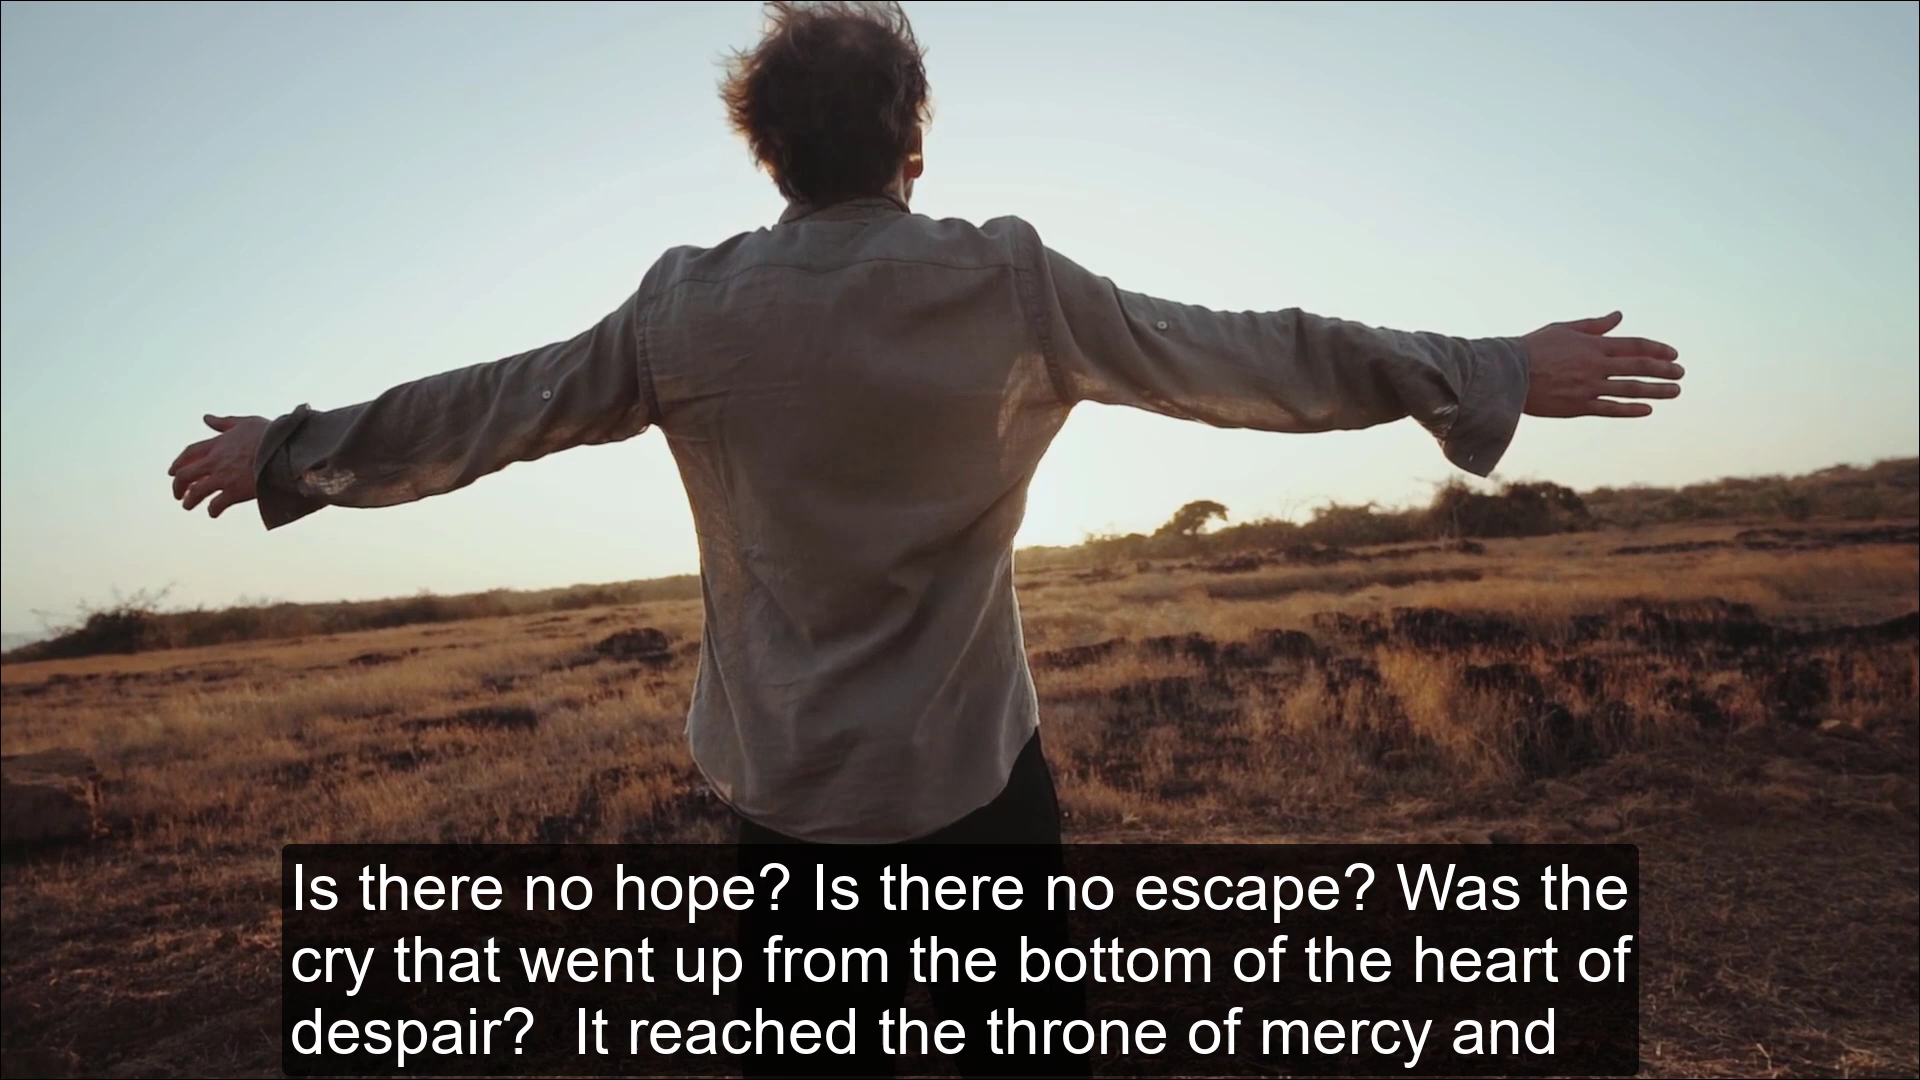 Is there no hope? Is there no escape? Was the
cry that went up from the bottom of the heart of
despair?  It reached the throne of mercy and